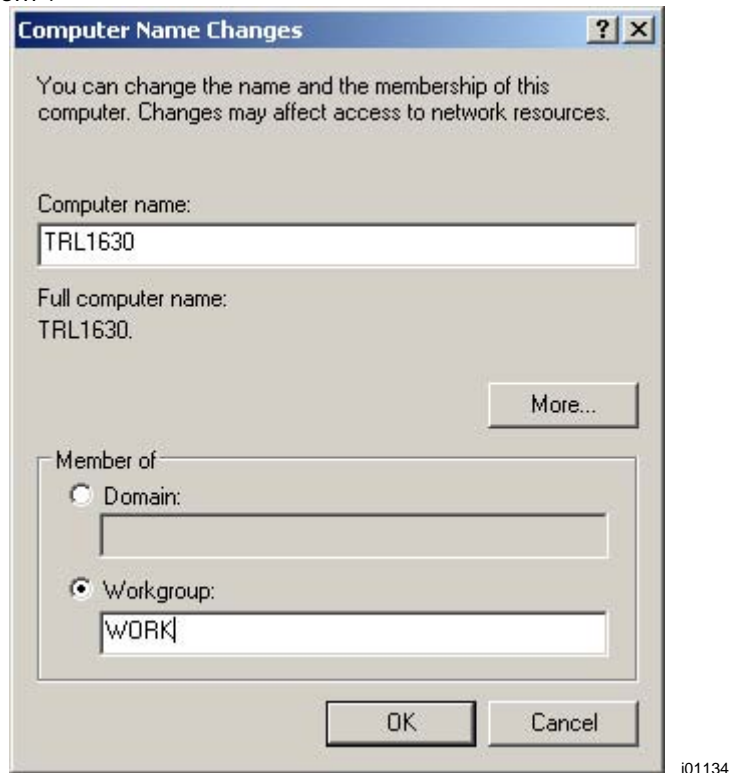 Computer Name Changes
You can change the name and the membership of this
computer. Changes may affect access to network resources.
Computer name:
TRL1630
Full computer name:
TRL1630.
More...
Member of
Domain:
Workgroup:
WORK
OK Cancel
i01134